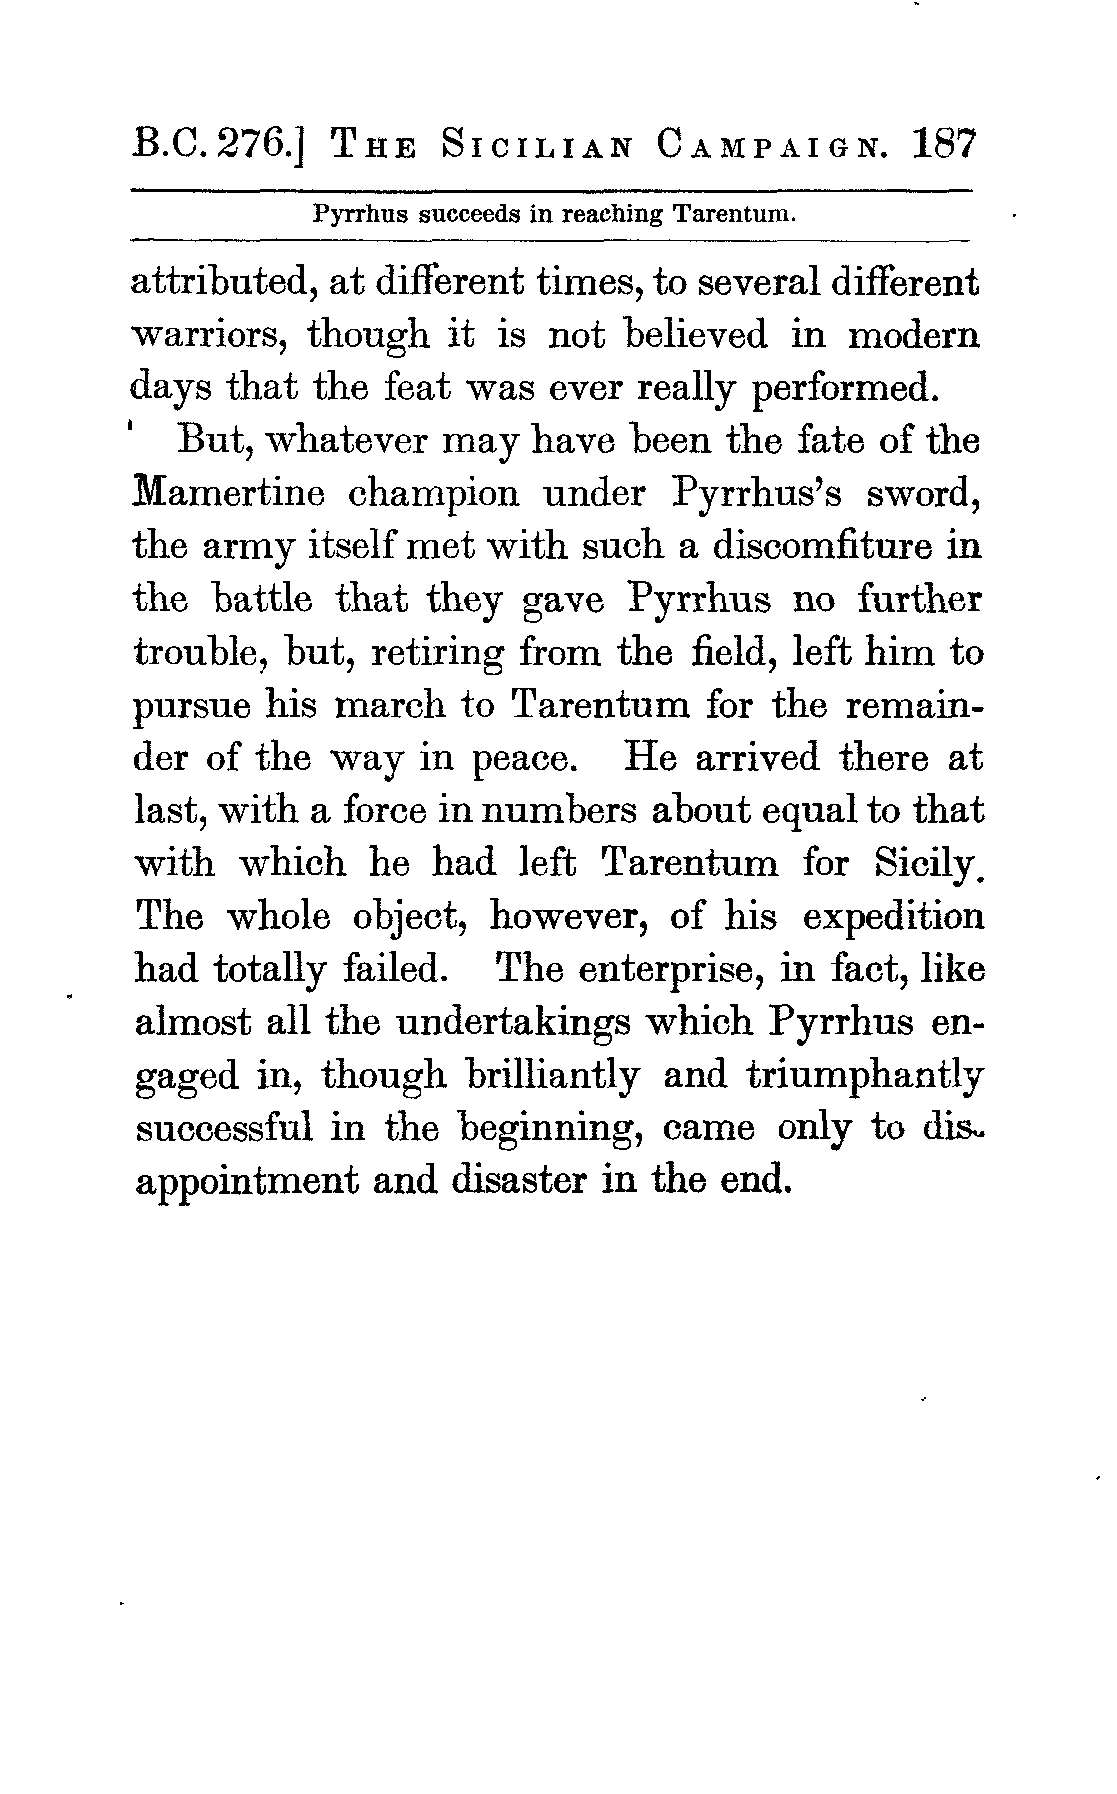 B.C. 276.] THE SICILIAN CAMPAIGN. 187
Pyrrhus succeeds in reaching Tarentum.
attributed, at different times, to several different
warriors, though it is not believed in modern
days that the feat was ever really performed.
But, whatever may have been the fate of the
Mamertine champion under Pyrrhus's sword,
the army itself met with such a discomfiture in
the battle that they gave Pyrrhus no further
trouble, but, retiring from the field, left him to
pursue his march to Tarentum for the remain-
der of the way in peace. He arrived there at
last, with a force in numbers about equal to that
with which he had left Tarentum for Sicily.
The whole object, however, of his expedition
had totally failed. The enterprise, in fact, like
almost all the undertakings which Pyrrhus en-
gaged in, though brilliantly and triumphantly
successful in the beginning, came only to dis-
appointment and disaster in the end.